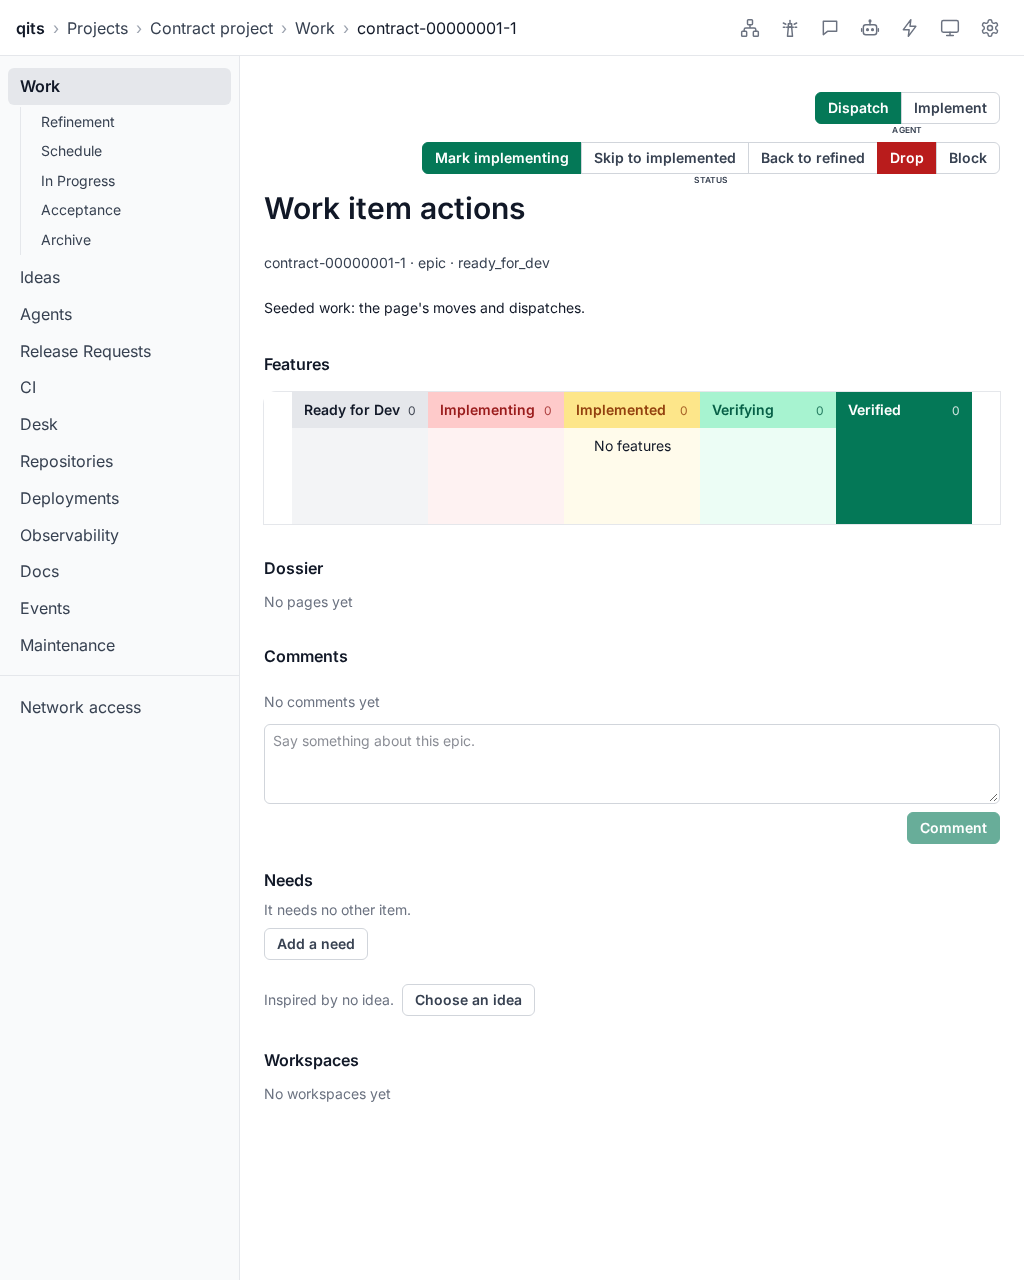 qits › Projects › Contract project › Work › contract-00000001-1
Work
Refinement
Schedule
In Progress
Acceptance
Archive
Ideas
Agents
Release Requests
CI
Desk
Repositories
Deployments
Observability
Docs
Events
Maintenance
Network access
Dispatch Implement
AGENT
Mark implementing Skip to implemented Back to refined Drop Block
STATUS
Work item actions
contract-00000001-1 · epic · ready_for_dev
Seeded work: the page's moves and dispatches.
Features
Ready for Dev 0 Implementing 0 Implemented 0 Verifying 0 Verified 0
No features
Dossier
No pages yet
Comments
No comments yet
Say something about this epic.
Comment
Needs
It needs no other item.
Add a need
Inspired by no idea. Choose an idea
Workspaces
No workspaces yet